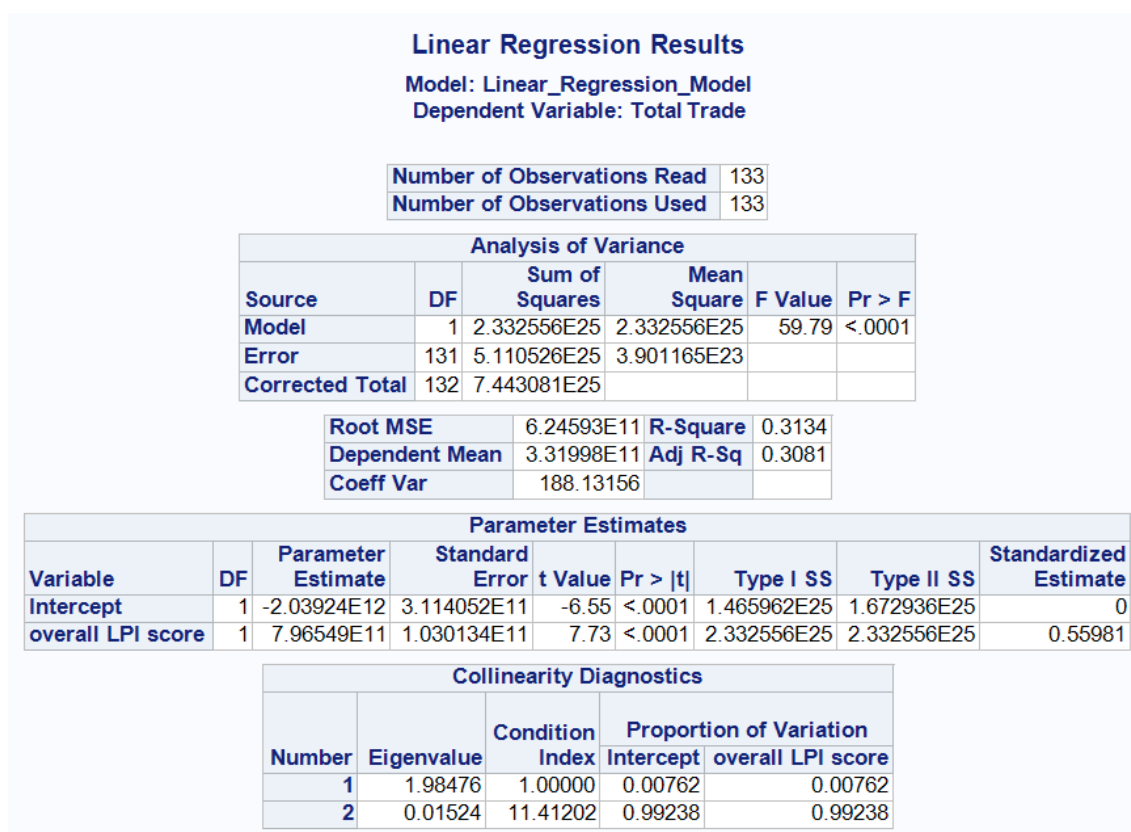 Linear Regression Results
Model: Linear_Regression_Model
Dependent Variable: Total Trade
Number of Observations Read 133
Number of Observations Used 133
Analysis of Variance
Source DF Sum of Squares Mean Square F Value Pr > F
Model 1 2.332556E25 2.332556E25 59.79 <.0001
Error 131 5.110526E25 3.901165E23
Corrected Total 132 7.443081E25
Root MSE 6.24593E11 R-Square 0.3134
Dependent Mean 3.31998E11 Adj R-Sq 0.3081
Coeff Var 188.13156
Parameter Estimates
Variable DF Parameter Estimate Standard Error t Value Pr > |t| Type I SS Type II SS Standardized Estimate
Intercept 1 -2.03924E12 3.114052E11 -6.55 <.0001 1.465962E25 1.672936E25 0
overall LPI score 1 7.96549E11 1.030134E11 7.73 <.0001 2.332556E25 2.332556E25 0.55981
Collinearity Diagnostics
Number Eigenvalue Condition Index Proportion of Variation
Intercept overall LPI score
1 1.98476 1.00000 0.00762 0.00762
2 0.01524 11.41202 0.99238 0.99238